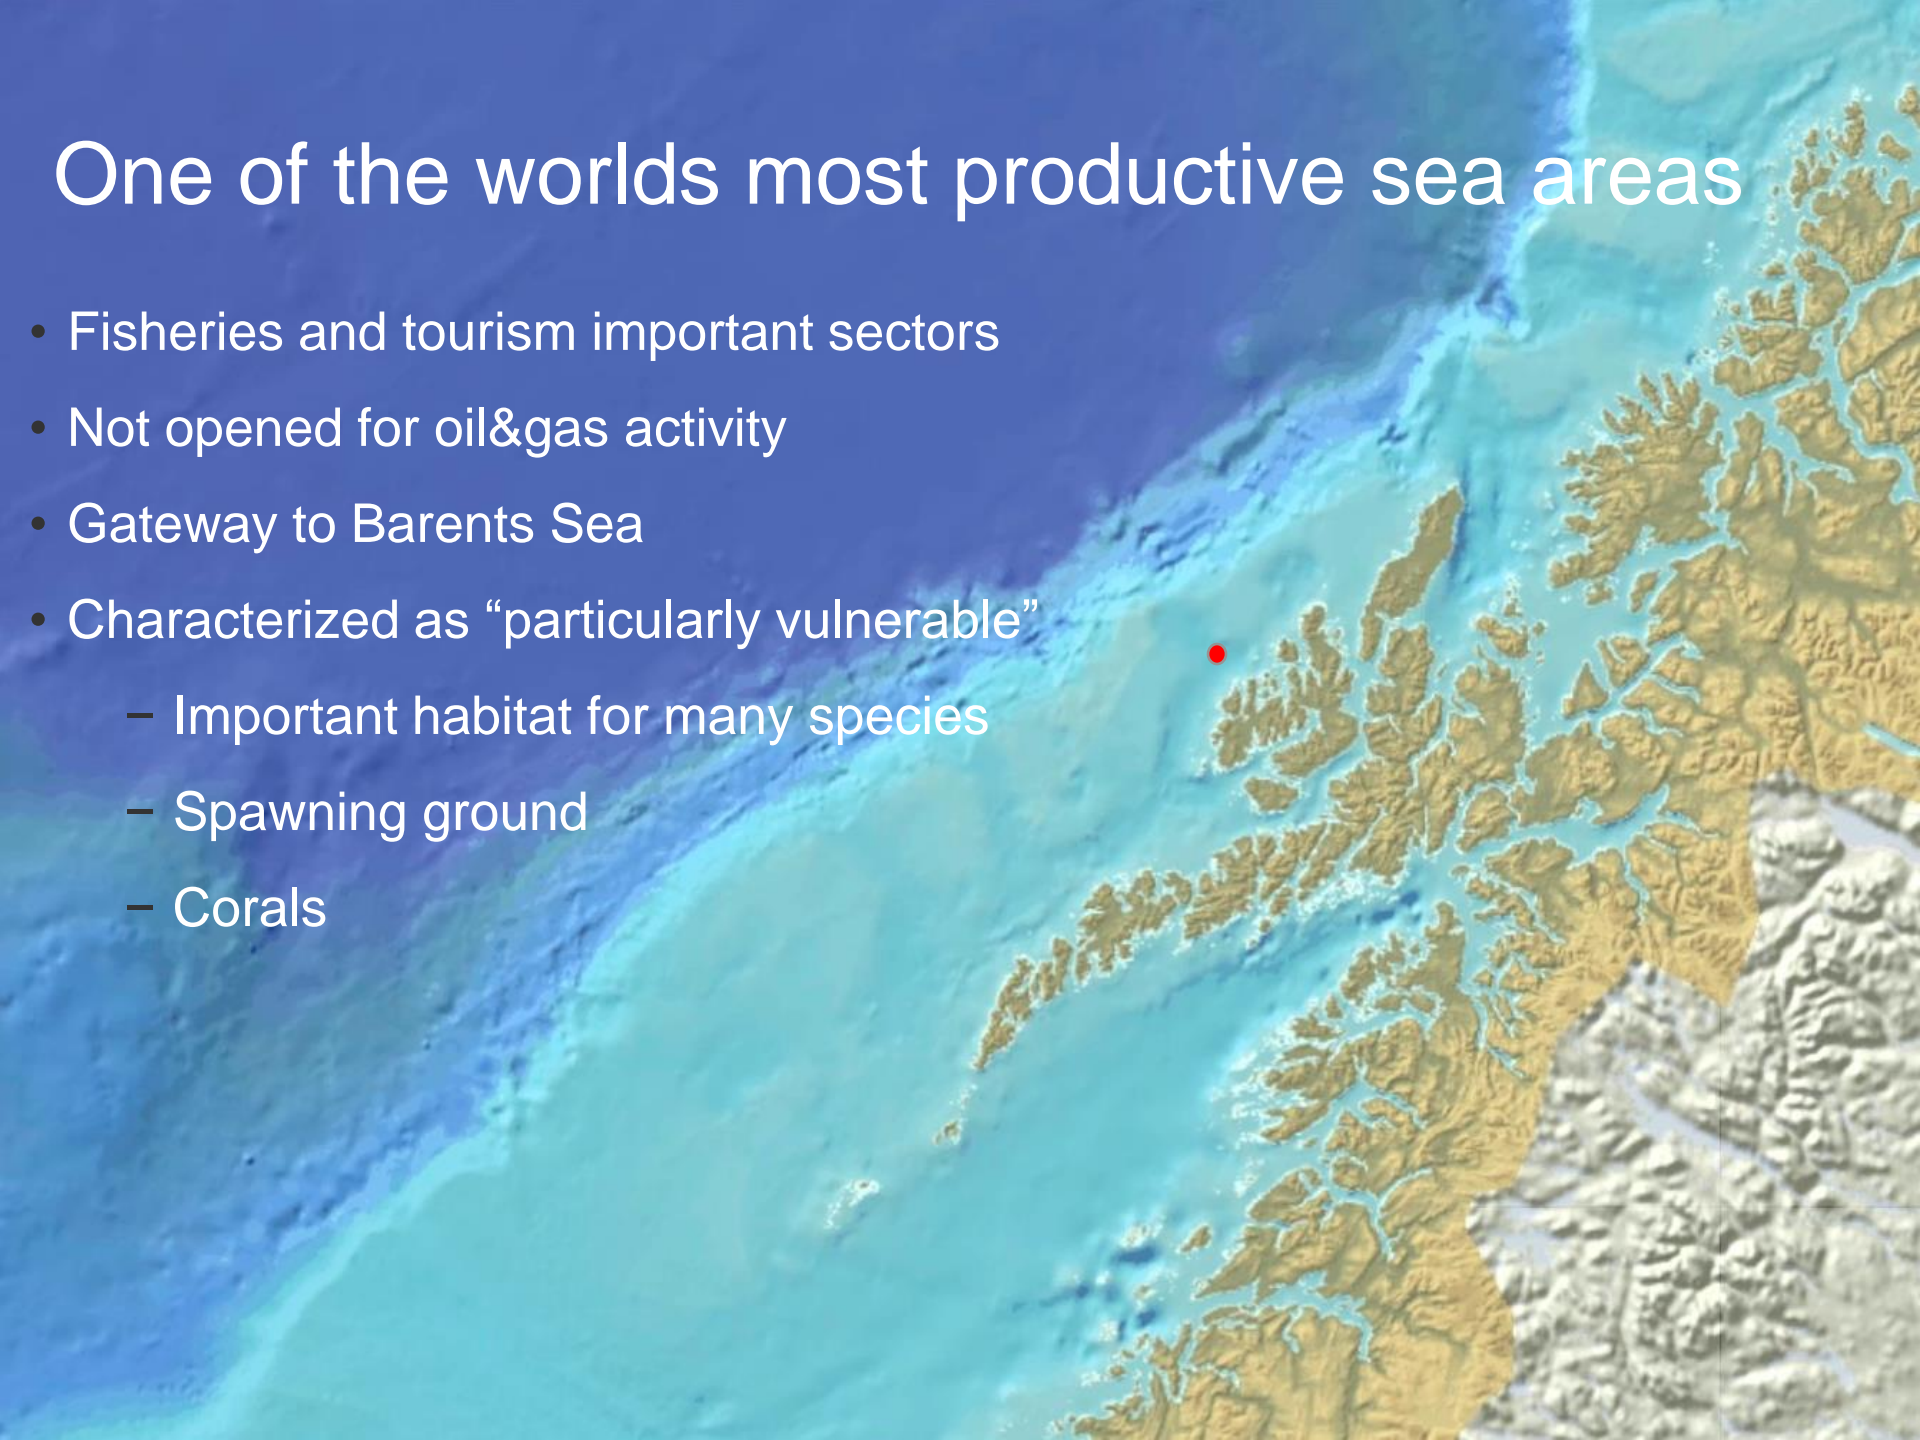 One of the worlds most productive sea areas
• Fisheries and tourism important sectors
• Not opened for oil&gas activity
• Gateway to Barents Sea
• Characterized as “particularly vulnerable”
– Important habitat for many species
– Spawning ground
– Corals